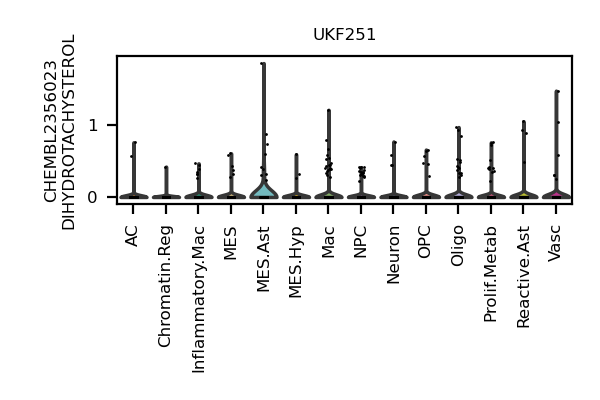 UKF251
CHEMBL2356023
DIHYDROTACHYSTEROL
1
0
AC
Chromatin.Reg
Inflammatory.Mac
MES
MES.Ast
MES.Hyp
Mac
NPC
Neuron
OPC
Oligo
Prolif.Metab
Reactive.Ast
Vasc